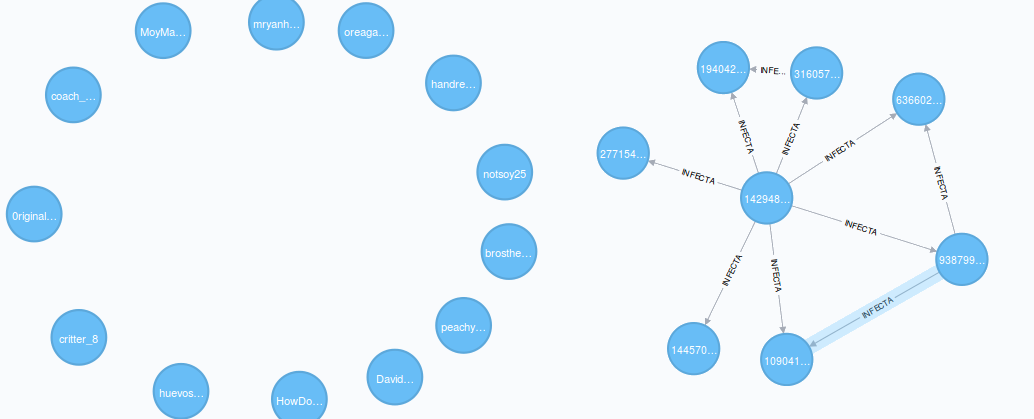 MoyMa...
mryanh...
oreaga...
handre...
coach_...
notsoy25
0riginal...
brosthe...
peachy...
critter_8
David...
huevos...
HowDo...
194042...
INFE...
316057...
636602...
INFECTA
INFECTA
INFECTA
277154...
INFECTA
INFECTA
142948...
INFECTA
938799...
INFECTA
INFECTA
INFECTA
144570...
109041...